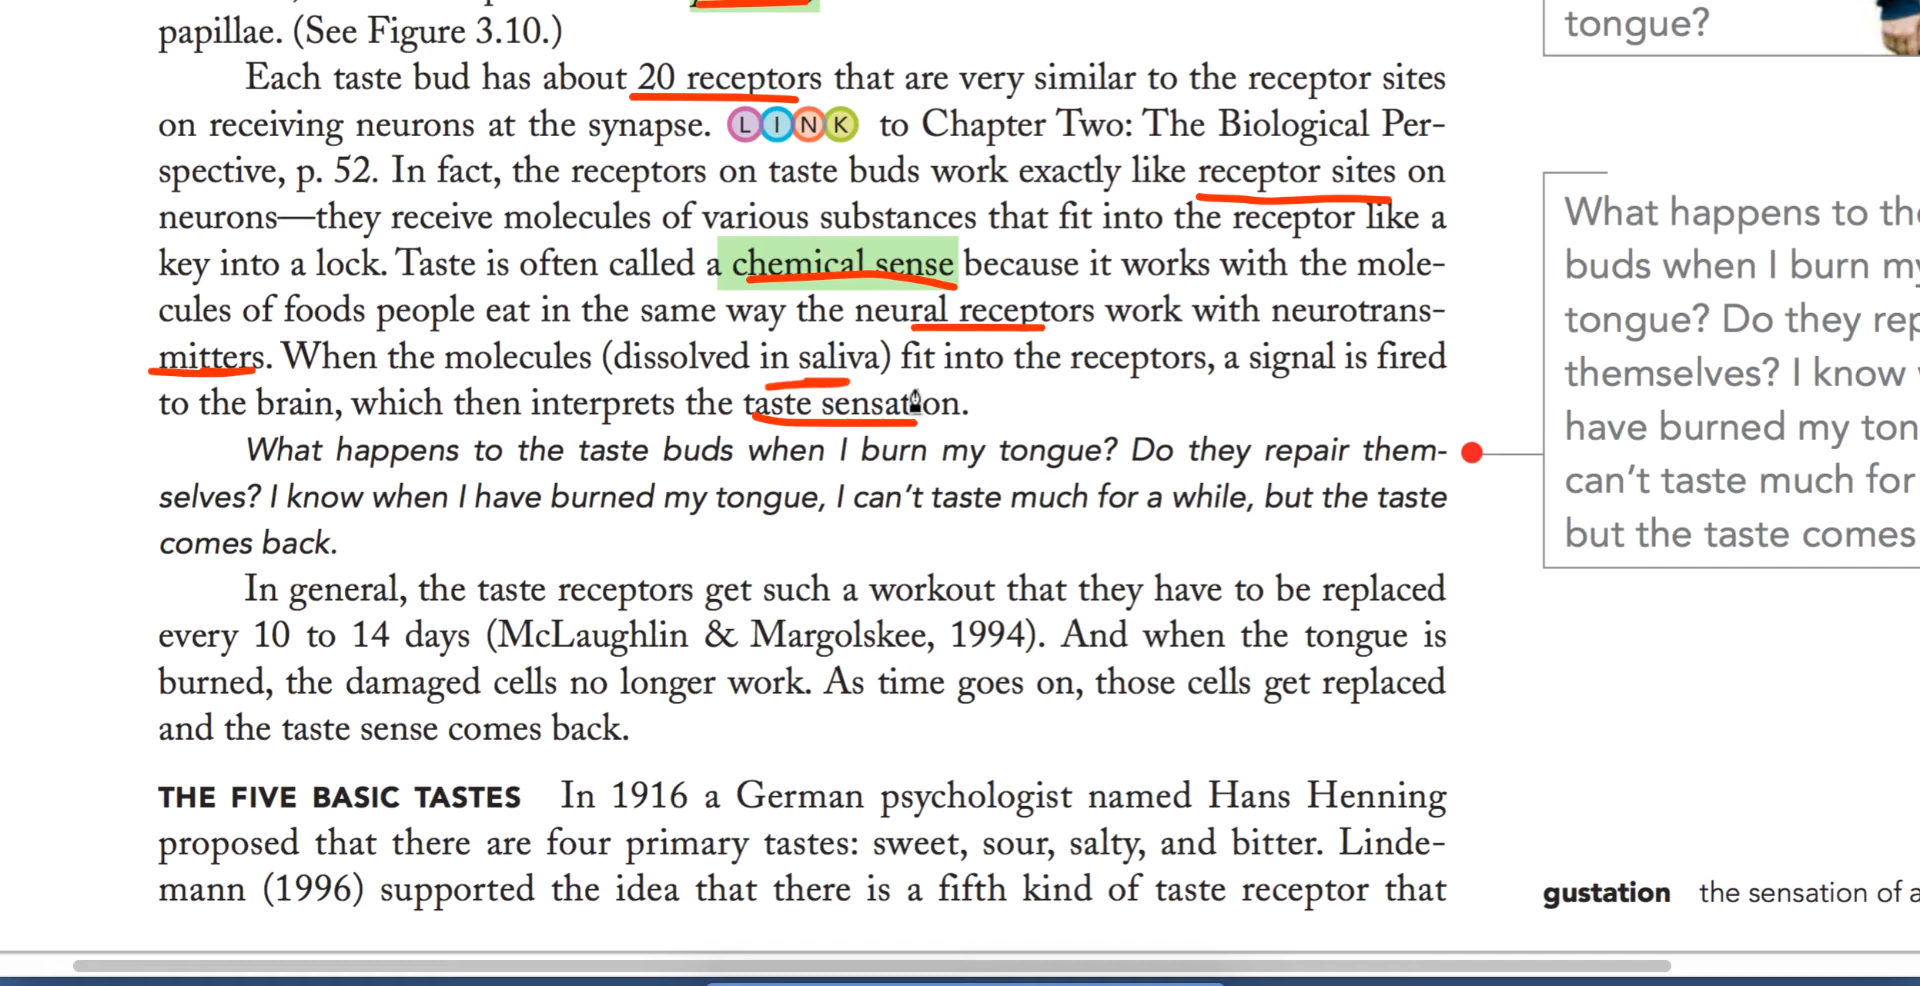 papillae. (See Figure 3.10.)
Each taste bud has about 20 receptors that are very similar to the receptor sites
on receiving neurons at the synapse. LINK to Chapter Two: The Biological Per-
spective, p. 52. In fact, the receptors on taste buds work exactly like receptor sites on
neurons—they receive molecules of various substances that fit into the receptor like a
key into a lock. Taste is often called a chemical sense because it works with the mole-
cules of foods people eat in the same way the neural receptors work with neurotrans-
mitters. When the molecules (dissolved in saliva) fit into the receptors, a signal is fired
to the brain, which then interprets the taste sensation.
What happens to the taste buds when I burn my tongue? Do they repair them-
selves? I know when I have burned my tongue, I can't taste much for a while, but the taste
comes back.
In general, the taste receptors get such a workout that they have to be replaced
every 10 to 14 days (McLaughlin & Margolskee, 1994). And when the tongue is
burned, the damaged cells no longer work. As time goes on, those cells get replaced
and the taste sense comes back.
THE FIVE BASIC TASTES In 1916 a German psychologist named Hans Henning
proposed that there are four primary tastes: sweet, sour, salty, and bitter. Linde-
mann (1996) supported the idea that there is a fifth kind of taste receptor that
tongue?
What happens to the
buds when I burn my
tongue? Do they rep
themselves? I know
have burned my ton
can't taste much for
but the taste comes
gustation the sensation of a